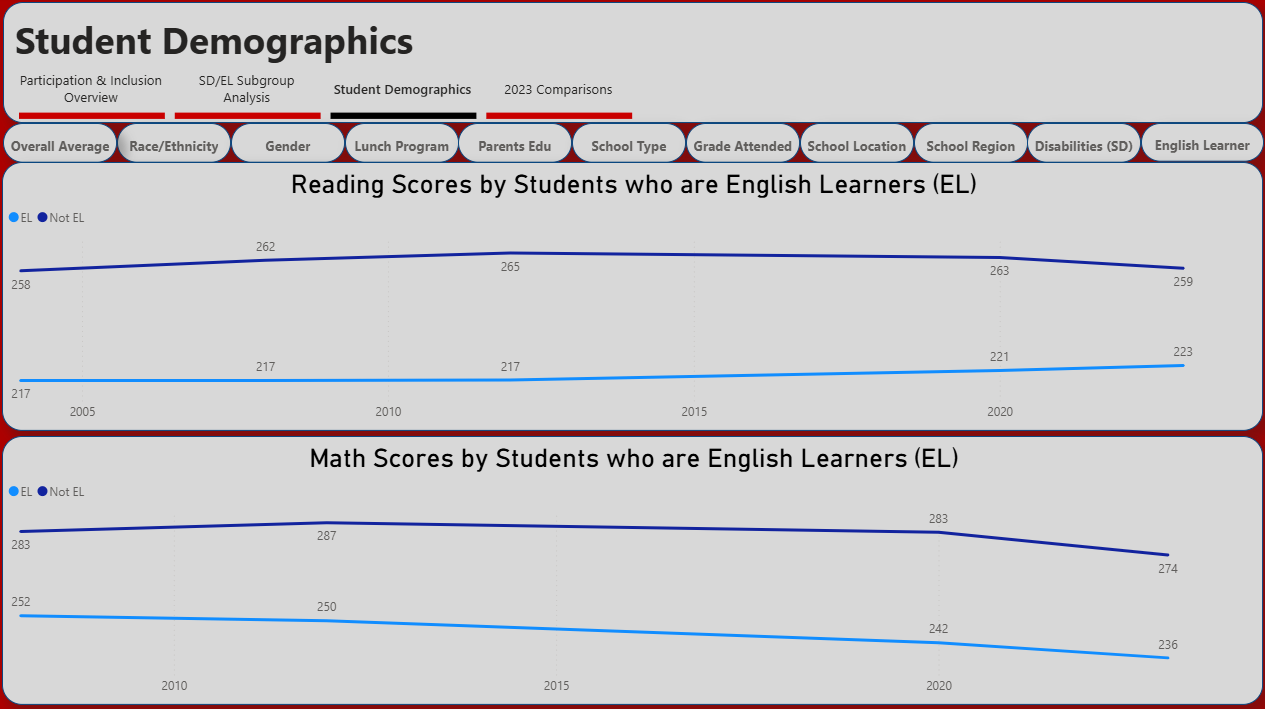 Student Demographics
Participation & Inclusion
Overview
SD/EL Subgroup
Analysis
Student Demographics
2023 Comparisons
Overall Average
Race/Ethnicity
Gender
Lunch Program
Parents Edu
School Type
Grade Attended
School Location
School Region
Disabilities (SD)
English Learner
Reading Scores by Students who are English Learners (EL)
EL Not EL
258
262
265
263
259
217
217
217
221
223
2005
2010
2015
2020
Math Scores by Students who are English Learners (EL)
EL Not EL
283
287
283
274
252
250
242
236
2010
2015
2020